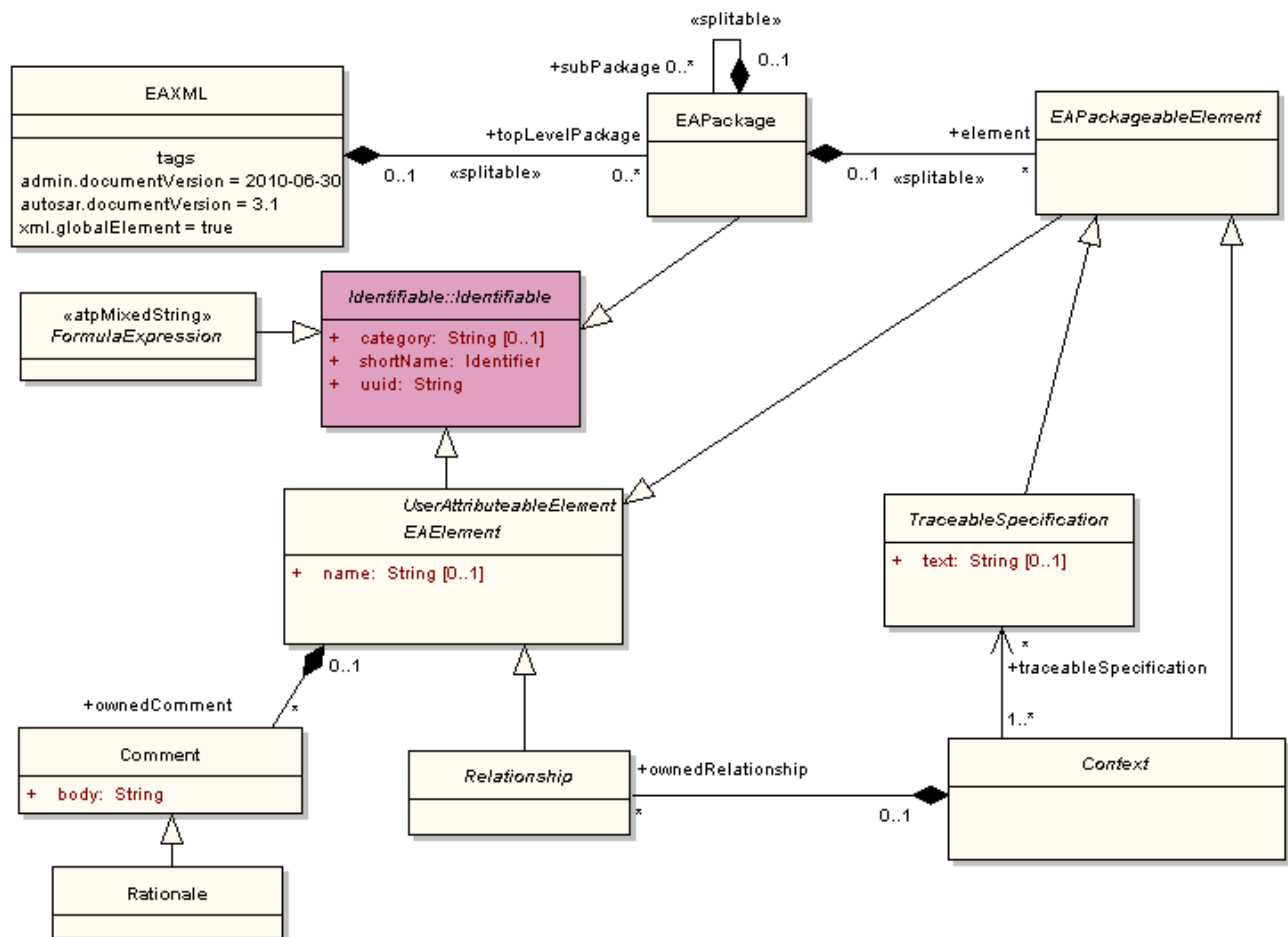 «splitable»
+subPackage 0..*
0..1
EAXML
tags
admin.documentVersion = 2010-06-30
autosar.documentVersion = 3.1
xml.globalElement = true
+topLevelPackage
0..1
«splitable»
0..*
EAPackage
+element
0..1
«splitable»
*
EAPackageableElement
«atpMixedString»
FormulaExpression
Identifiable::Identifiable
+ category: String [0..1]
+ shortName: Identifier
+ uuid: String
UserAttributeableElement
EAElement
+ name: String [0..1]
TraceableSpecification
+ text: String [0..1]
0..1
+ownedComment
*
*
+traceableSpecification
1..*
Comment
+ body: String
Relationship
+ownedRelationship
*
0..1
Context
Rationale